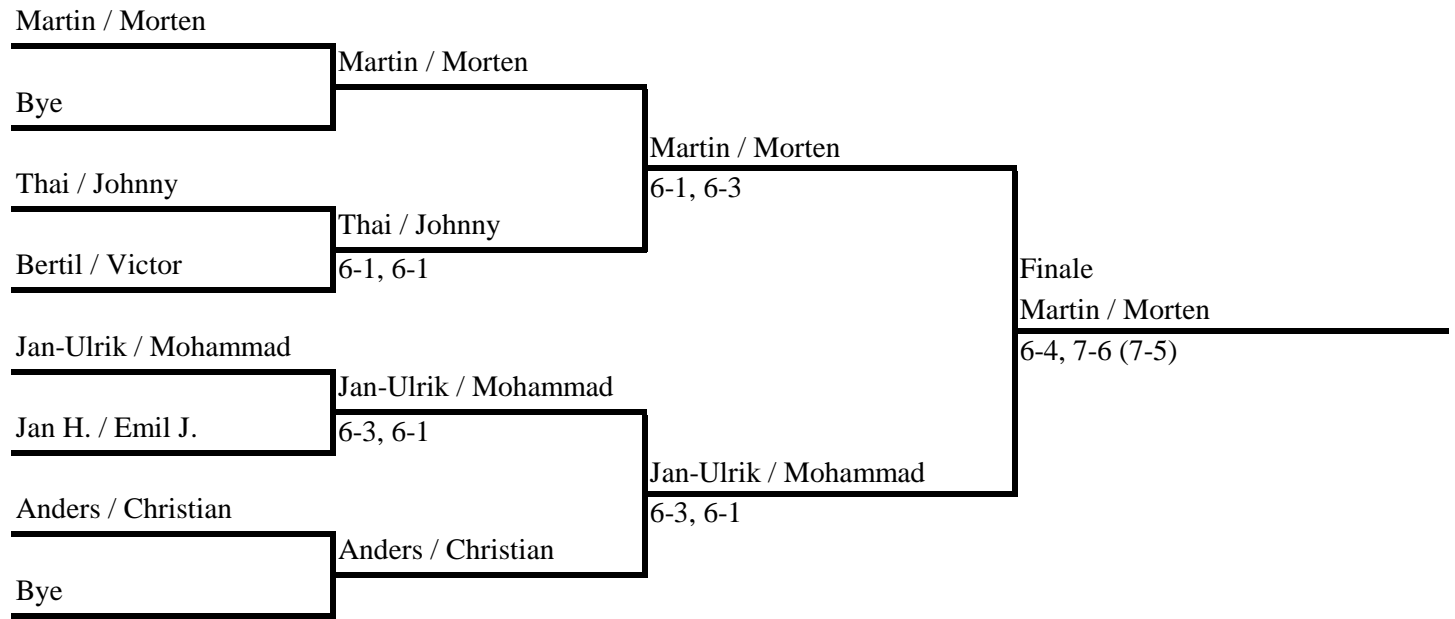 Martin / Morten
Bye
Thai / Johnny
Bertil / Victor
Jan-Ulrik / Mohammad
Jan H. / Emil J.
Anders / Christian
Bye
Martin / Morten
Thai / Johnny
6-1, 6-1
Jan-Ulrik / Mohammad
6-3, 6-1
Anders / Christian
Martin / Morten
6-1, 6-3
Jan-Ulrik / Mohammad
6-3, 6-1
Finale
Martin / Morten
6-4, 7-6 (7-5)